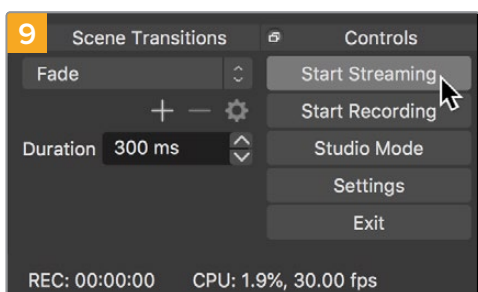 9
Scene Transitions
Controls
Fade
Start Streaming
Start Recording
Duration 300 ms
Studio Mode
Settings
Exit
REC: 00:00:00 CPU: 1.9%, 30.00 fps